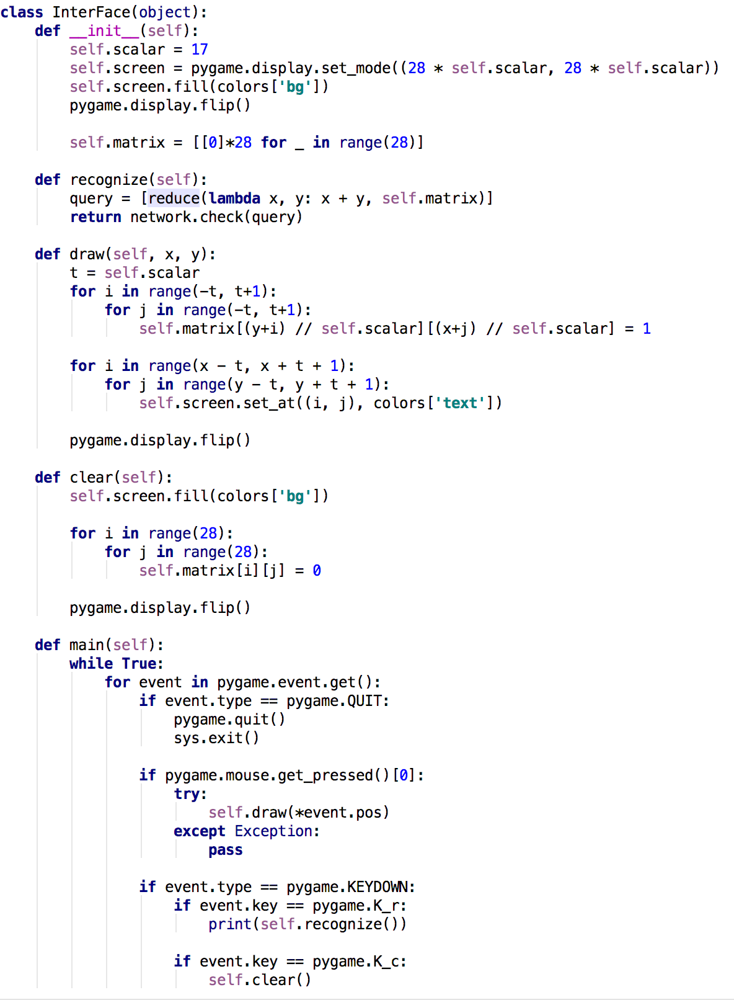 class InterFace(object):
    def __init__(self):
        self.scalar = 17
        self.screen = pygame.display.set_mode((28 * self.scalar, 28 * self.scalar))
        self.screen.fill(colors['bg'])
        pygame.display.flip()

        self.matrix = [[0]*28 for _ in range(28)]

    def recognize(self):
        query = [reduce(lambda x, y: x + y, self.matrix)]
        return network.check(query)

    def draw(self, x, y):
        t = self.scalar
        for i in range(-t, t+1):
            for j in range(-t, t+1):
                self.matrix[(y+i) // self.scalar][(x+j) // self.scalar] = 1

        for i in range(x - t, x + t + 1):
            for j in range(y - t, y + t + 1):
                self.screen.set_at((i, j), colors['text'])

        pygame.display.flip()

    def clear(self):
        self.screen.fill(colors['bg'])

        for i in range(28):
            for j in range(28):
                self.matrix[i][j] = 0

        pygame.display.flip()

    def main(self):
        while True:
            for event in pygame.event.get():
                if event.type == pygame.QUIT:
                    pygame.quit()
                    sys.exit()

                if pygame.mouse.get_pressed()[0]:
                    try:
                        self.draw(*event.pos)
                    except Exception:
                        pass

                if event.type == pygame.KEYDOWN:
                    if event.key == pygame.K_r:
                        print(self.recognize())

                    if event.key == pygame.K_c:
                        self.clear()